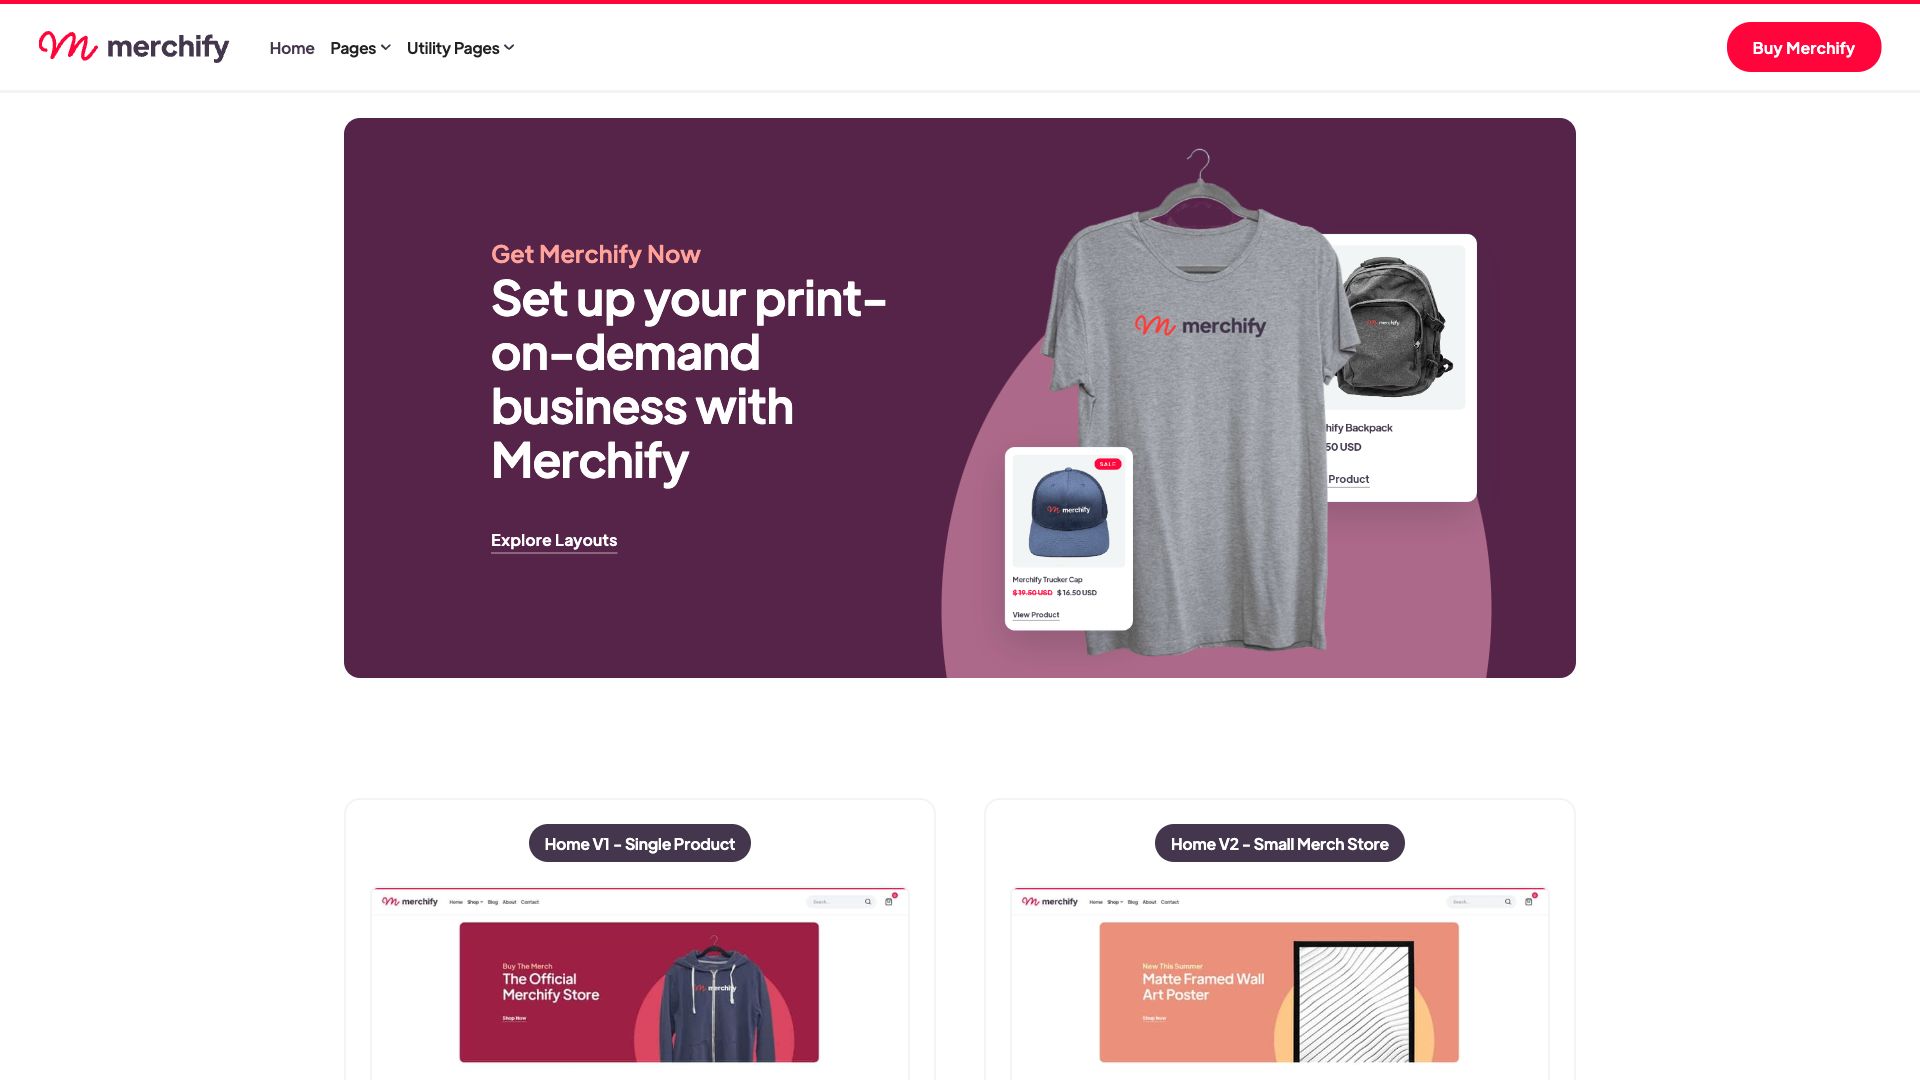 merchify
Home Pages Utility Pages
Buy Merchify
Get Merchify Now
Set up your print-
on-demand
business with
Merchify
Explore Layouts
merchify
merchify
hify Backpack
50 USD
Product
SALE
merchify
Merchify Trucker Cap
$ 19.50 USD $ 16.50 USD
View Product
Home V1 - Single Product
merchify Home Shop Blog About Contact Search...
Buy The Merch
The Official
Merchify Store
Shop Now
merchify
Home V2 - Small Merch Store
merchify Home Shop Blog About Contact Search...
New This Summer
Matte Framed Wall
Art Poster
Shop Now